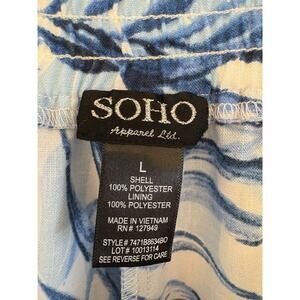 SOHO
Apparel Ltd.
L
SHELL
100% POLYESTER
LINING
100% POLYESTER
MADE IN VIETNAM
RN # 127949
STYLE # 7471B8634BO
LOT # 10013114
SEE REVERSE FOR CARE